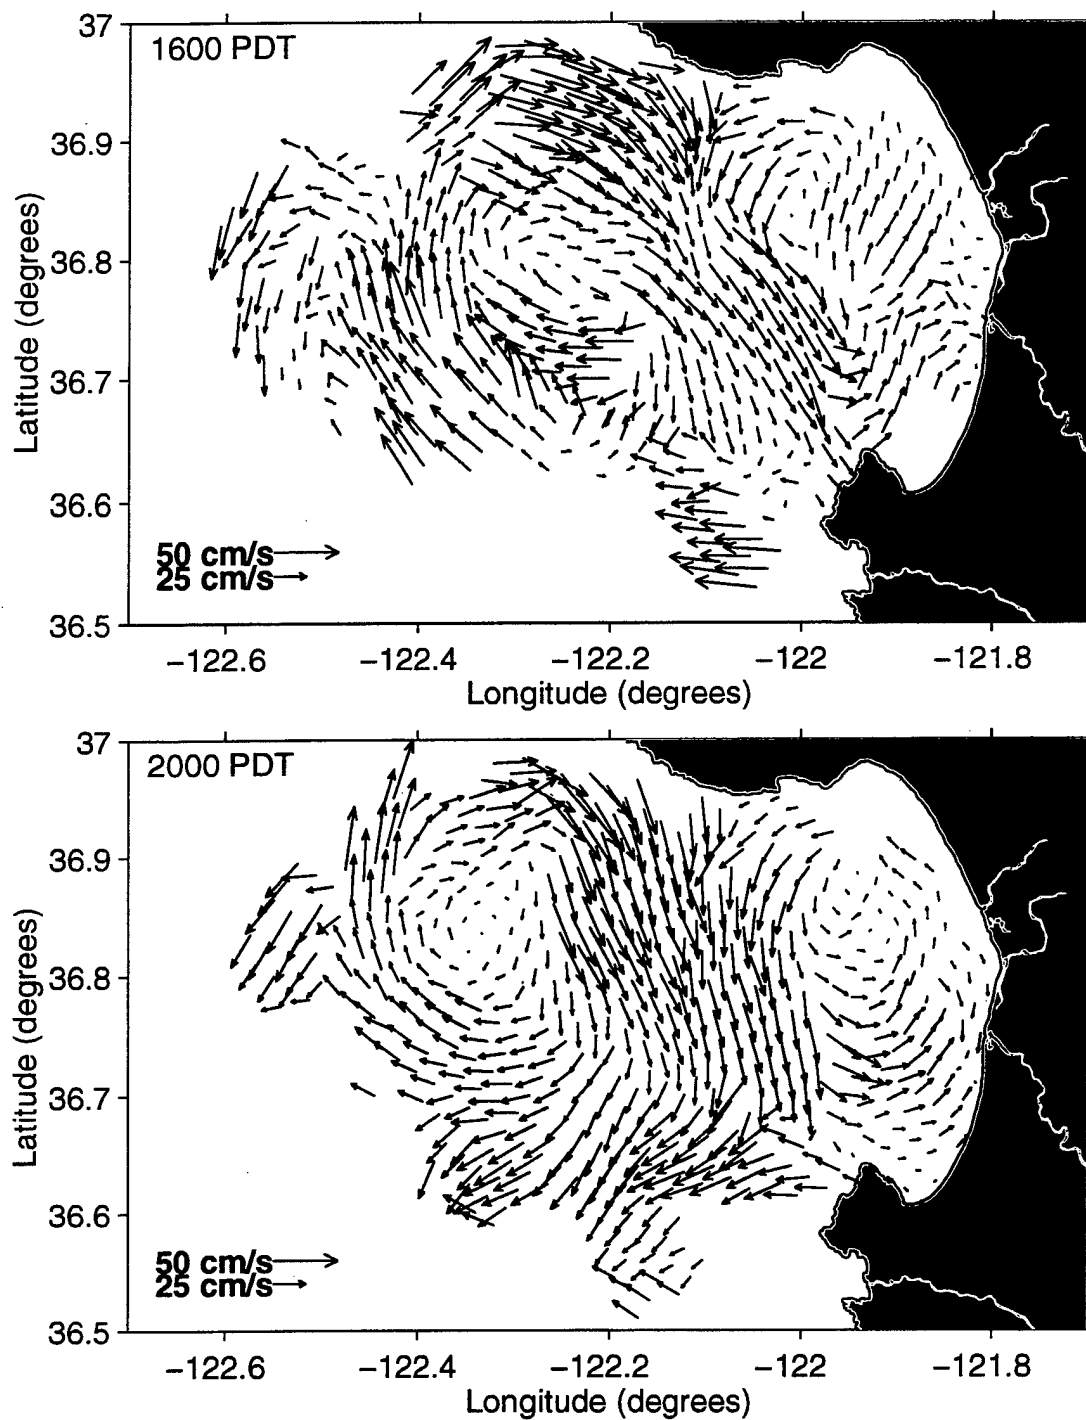 37
1600 PDT
36.9
36.8
36.7
36.6
36.5
Latitude (degrees)
50 cm/s
25 cm/s
−122.6
−122.4
−122.2
−122
−121.8
Longitude (degrees)
37
2000 PDT
36.9
36.8
36.7
36.6
36.5
Latitude (degrees)
50 cm/s
25 cm/s
−122.6
−122.4
−122.2
−122
−121.8
Longitude (degrees)